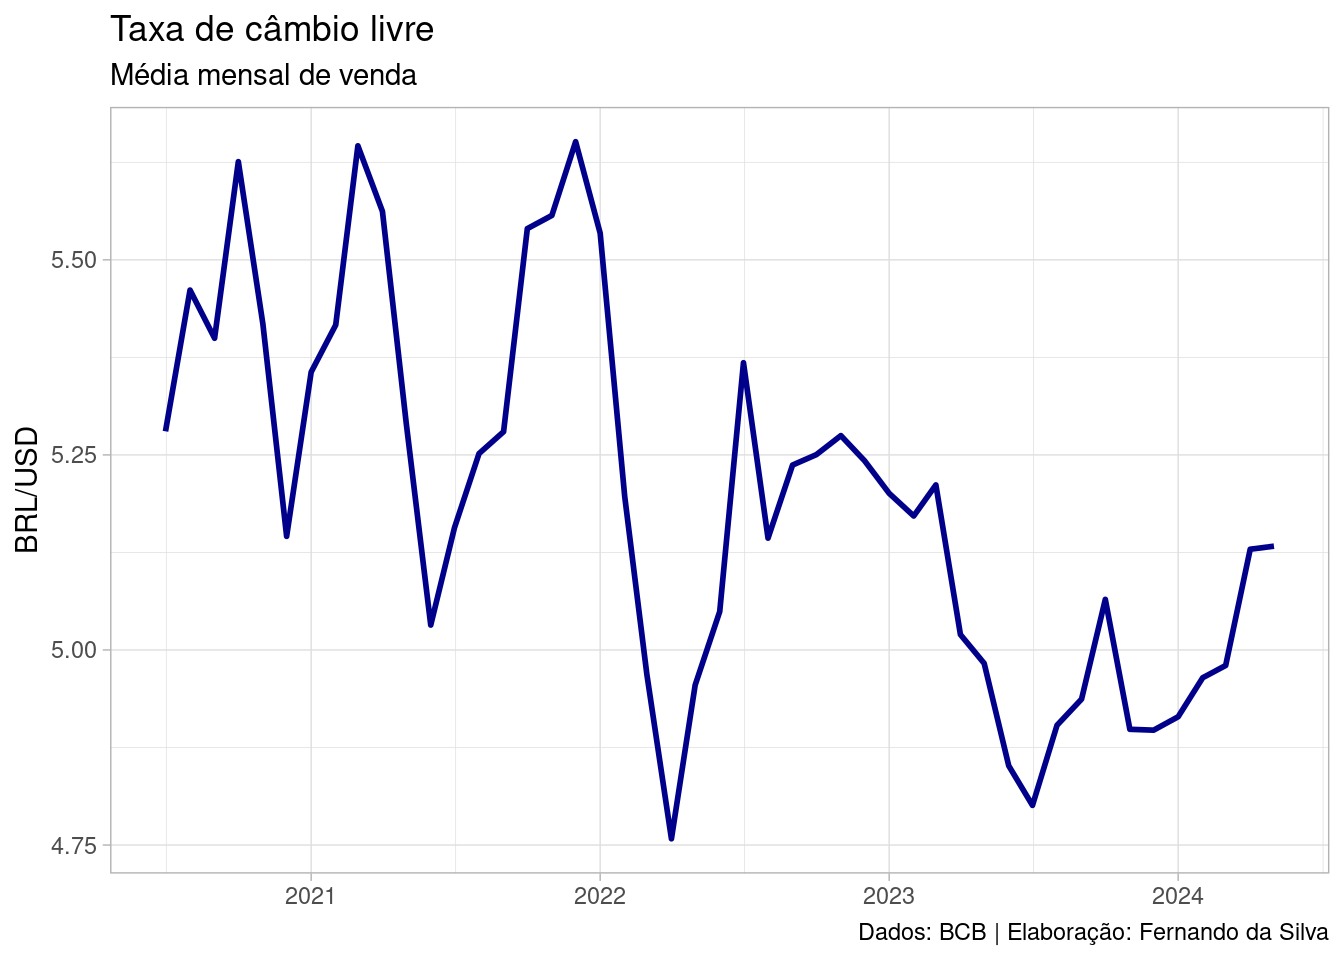 Taxa de câmbio livre
Média mensal de venda
BRL/USD
5.50
5.25
5.00
4.75
2021
2022
2023
2024
Dados: BCB | Elaboração: Fernando da Silva